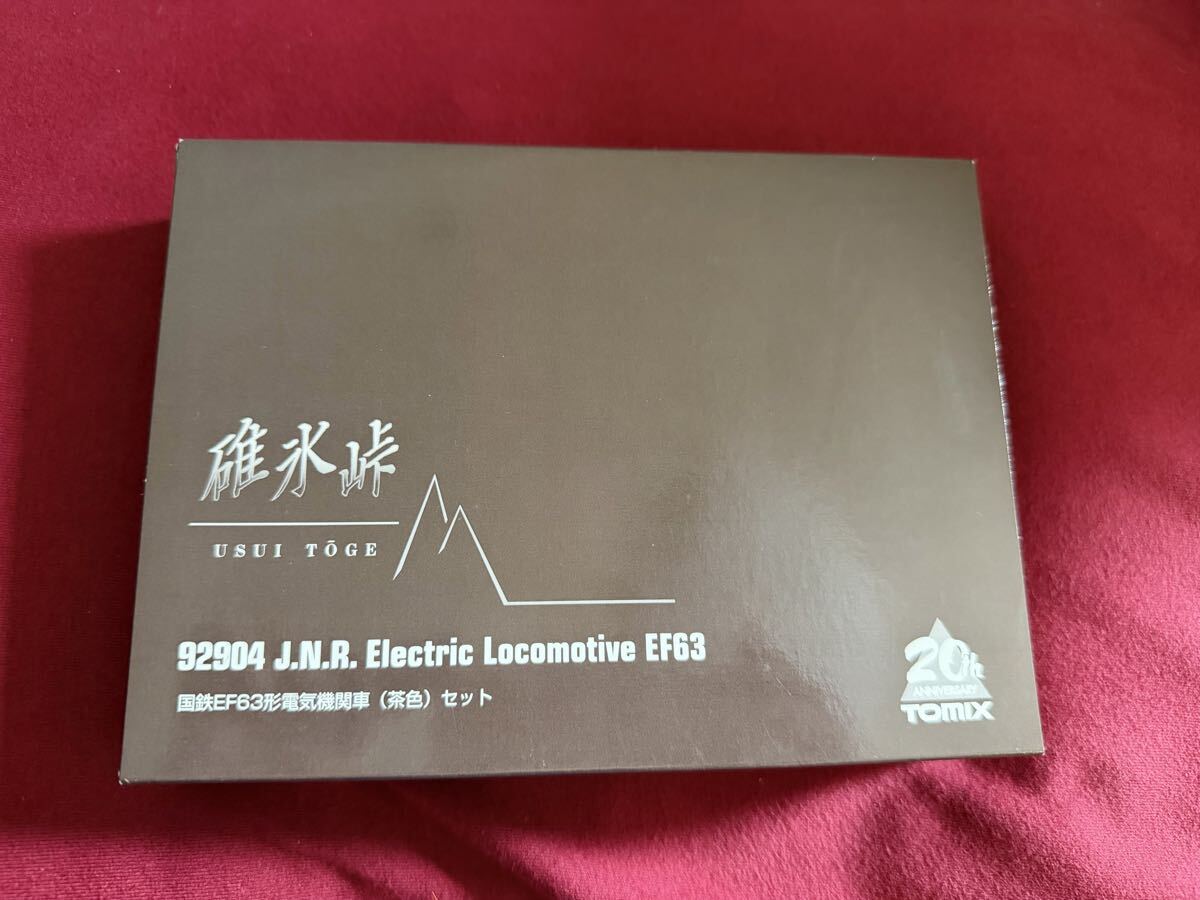 碓氷峠
USUI TŌGE
92904 J.N.R. Electric Locomotive EF63
国鉄EF63形電気機関車（茶色）セット
20th
ANNIVERSARY
TOMIX